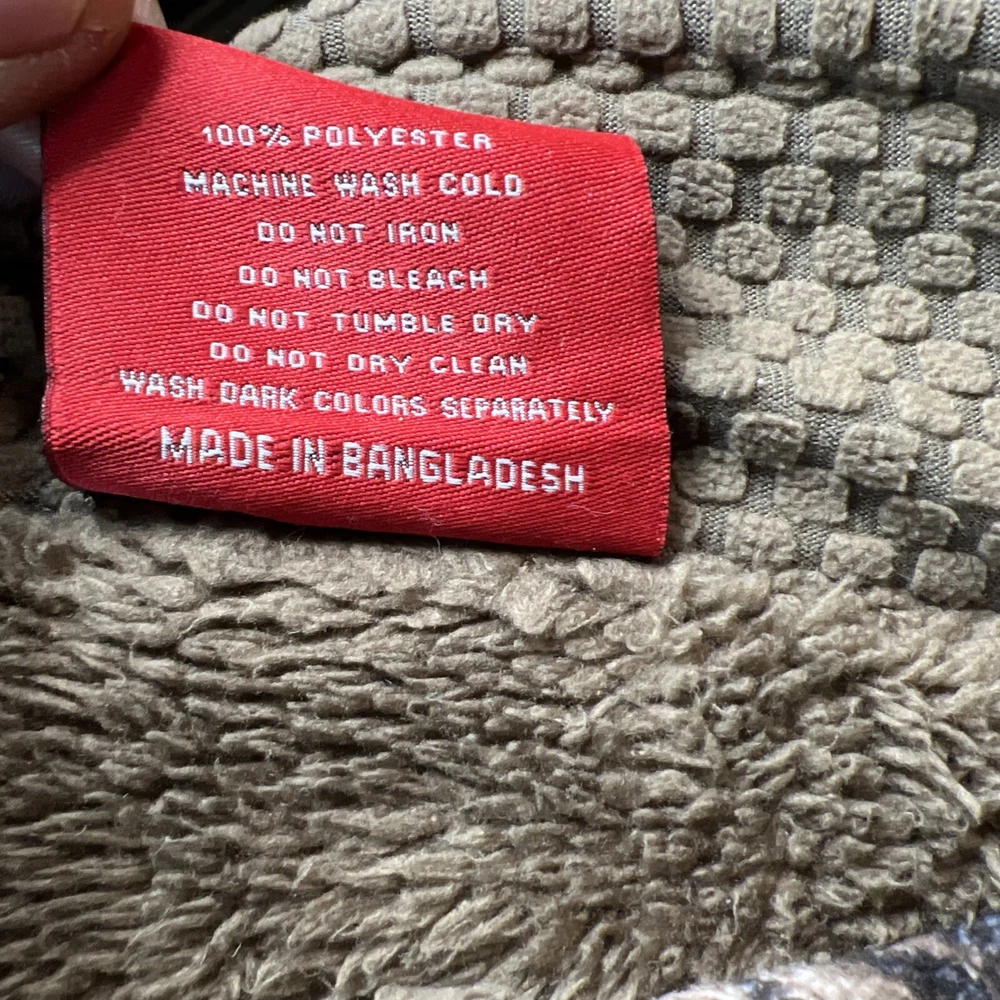 100% POLYESTER
MACHINE WASH COLD
DO NOT IRON
DO NOT BLEACH
DO NOT TUMBLE DRY
DO NOT DRY CLEAN
WASH DARK COLORS SEPARATELY
MADE IN BANGLADESH